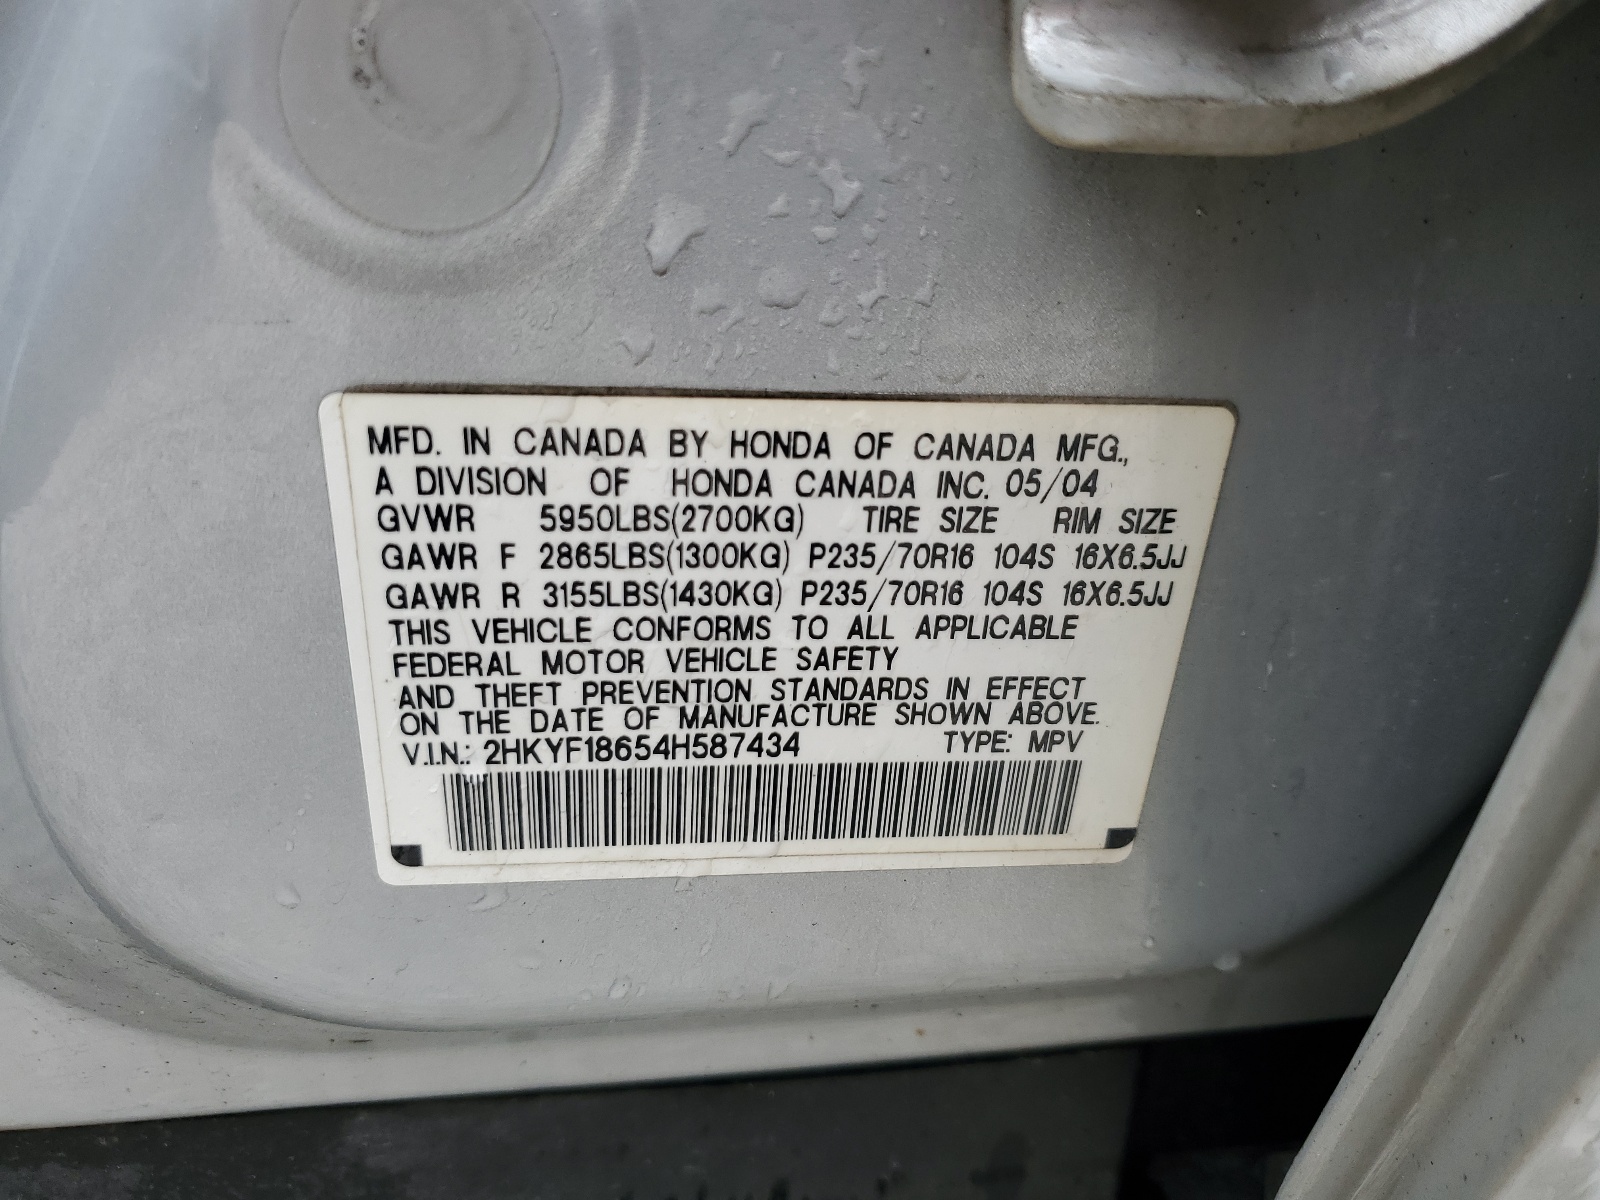 MFD. IN CANADA BY HONDA OF CANADA MFG.,
A DIVISION OF HONDA CANADA INC. 05/04
GVWR 5950LBS(2700KG) TIRE SIZE RIM SIZE
GAWR F 2865LBS(1300KG) P235/70R16 104S 16X6.5JJ
GAWR R 3155LBS(1430KG) P235/70R16 104S 16X6.5JJ
THIS VEHICLE CONFORMS TO ALL APPLICABLE
FEDERAL MOTOR VEHICLE SAFETY
AND THEFT PREVENTION STANDARDS IN EFFECT
ON THE DATE OF MANUFACTURE SHOWN ABOVE.
V.I.N.: 2HKYF18654H587434 TYPE: MPV